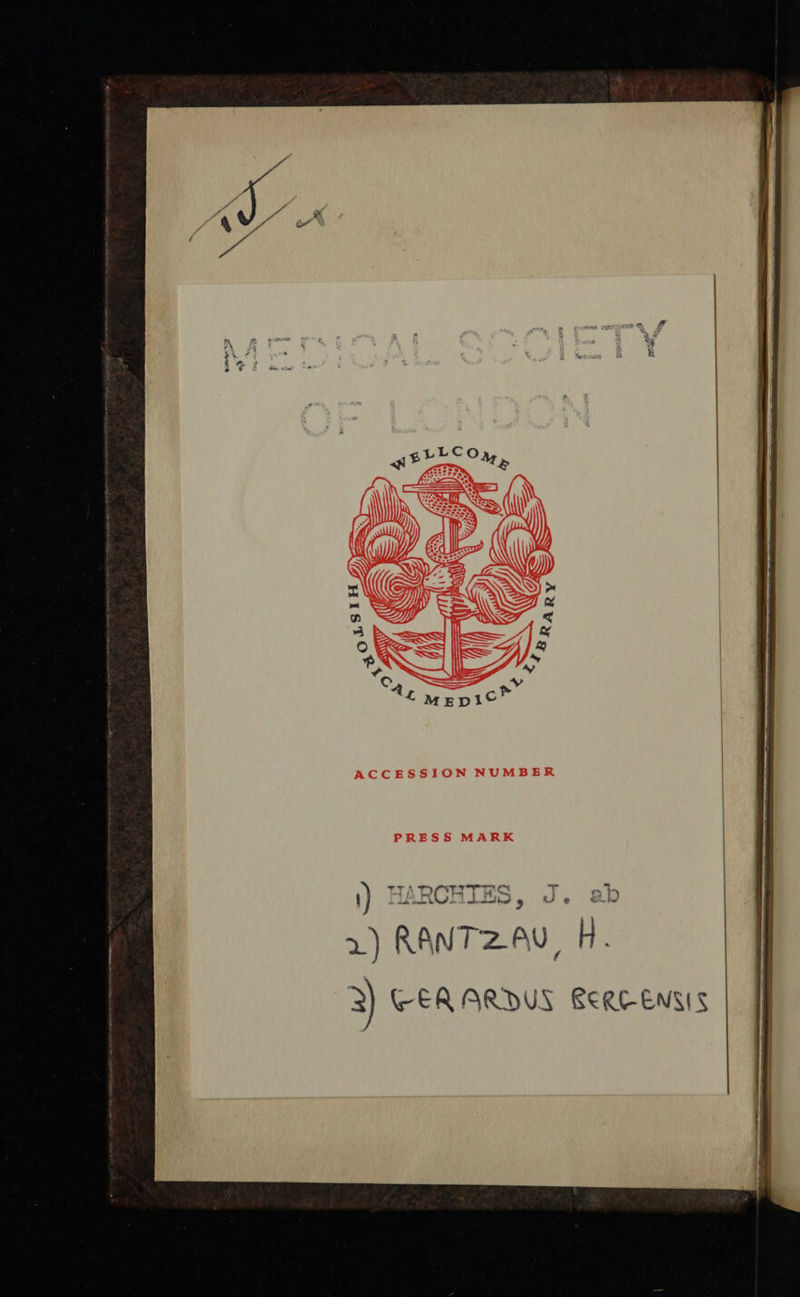 MEDICAL SOCIETY
OF LONDON
WELLCOME
HISTORICAL MEDICAL LIBRARY
ACCESSION NUMBER
PRESS MARK
1) HARCHIES, J. ab
2) RANTZAU, H.
3) GERARDUS BERGENSIS